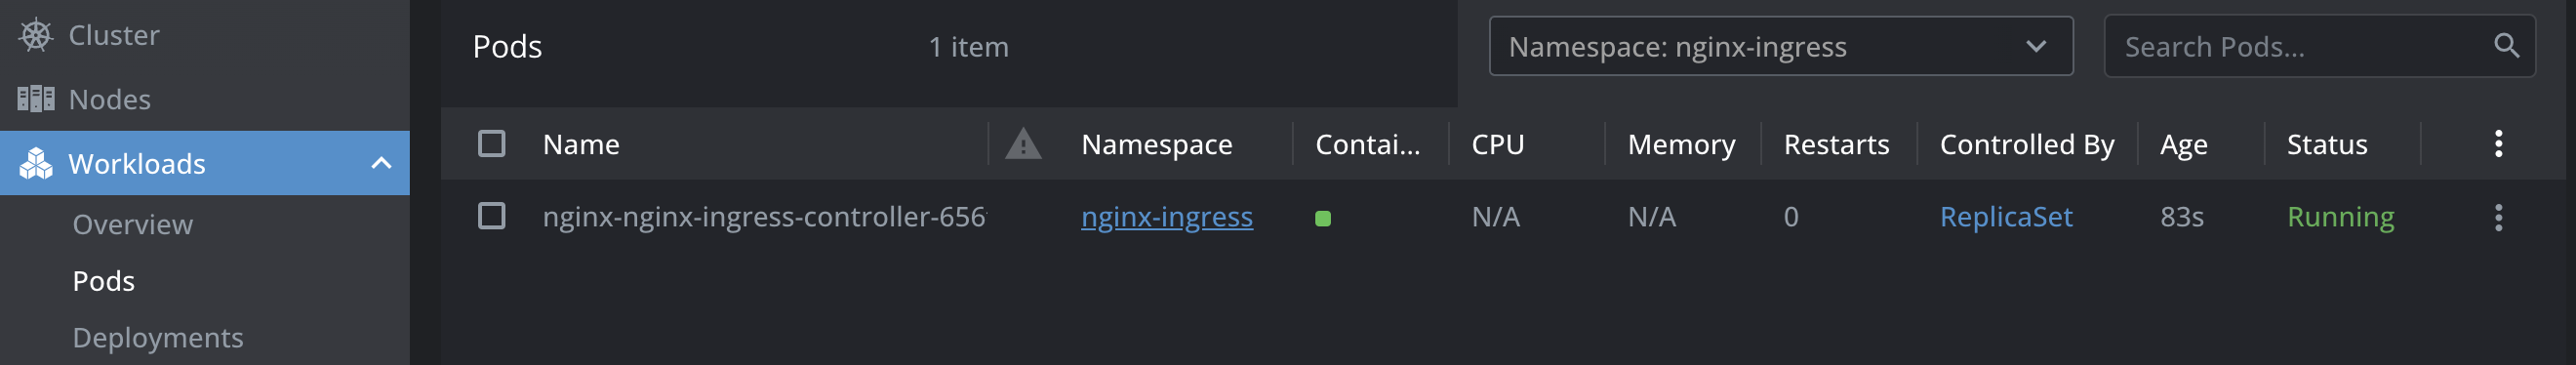 Cluster
Nodes
Workloads
Overview
Pods
Deployments
Pods 1 item Namespace: nginx-ingress Search Pods...
Name Namespace Contai... CPU Memory Restarts Controlled By Age Status
nginx-nginx-ingress-controller-656 nginx-ingress N/A N/A 0 ReplicaSet 83s Running